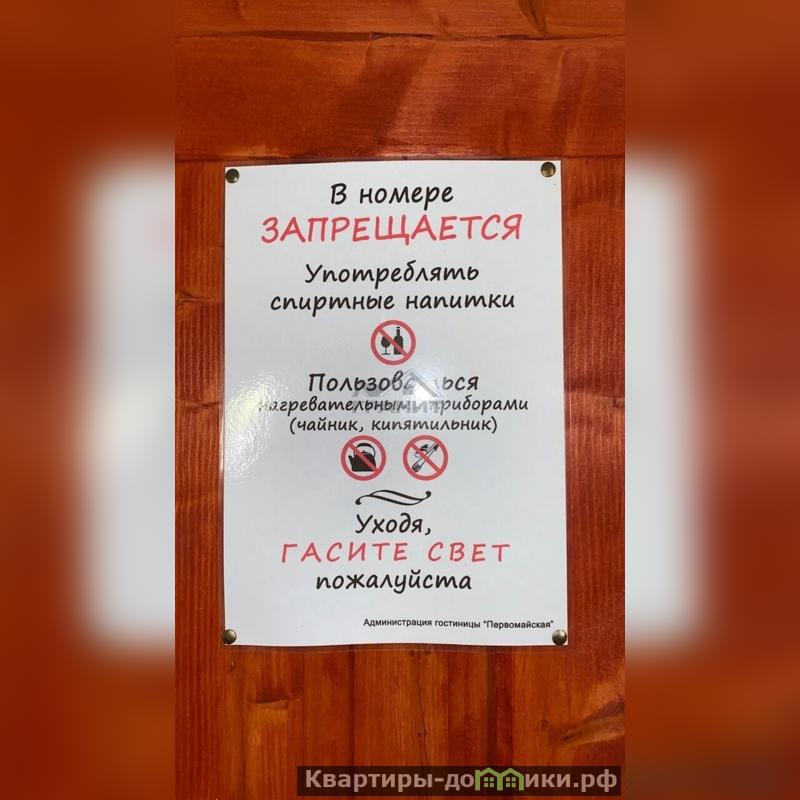 В номере
ЗАПРЕЩАЕТСЯ
Употреблять
спиртные напитки
Пользоваться
нагревательными приборами
(чайник, кипятильник)
ГРАНИТ
Уходя,
ГАСИТЕ СВЕТ
пожалуйста
Администрация гостиницы "Первомайская"
Квартиры-домики.рф